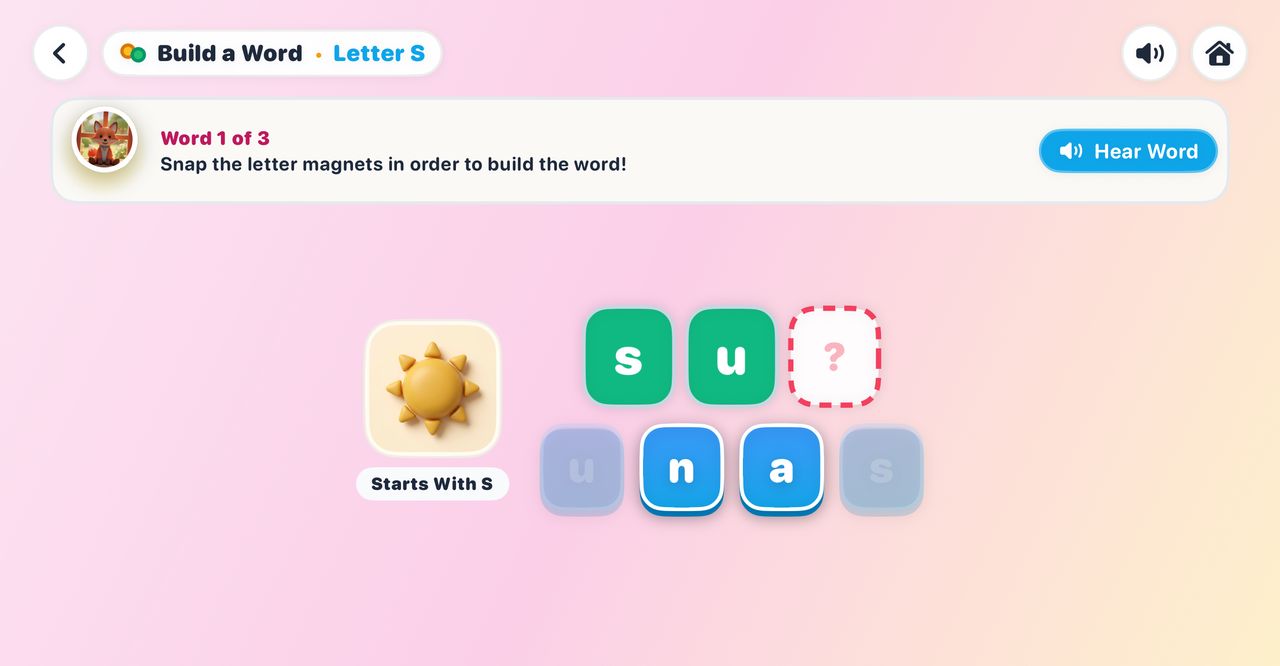 Build a Word • Letter S
Word 1 of 3
Snap the letter magnets in order to build the word!
Hear Word
s u ?
Starts With S
u n a s